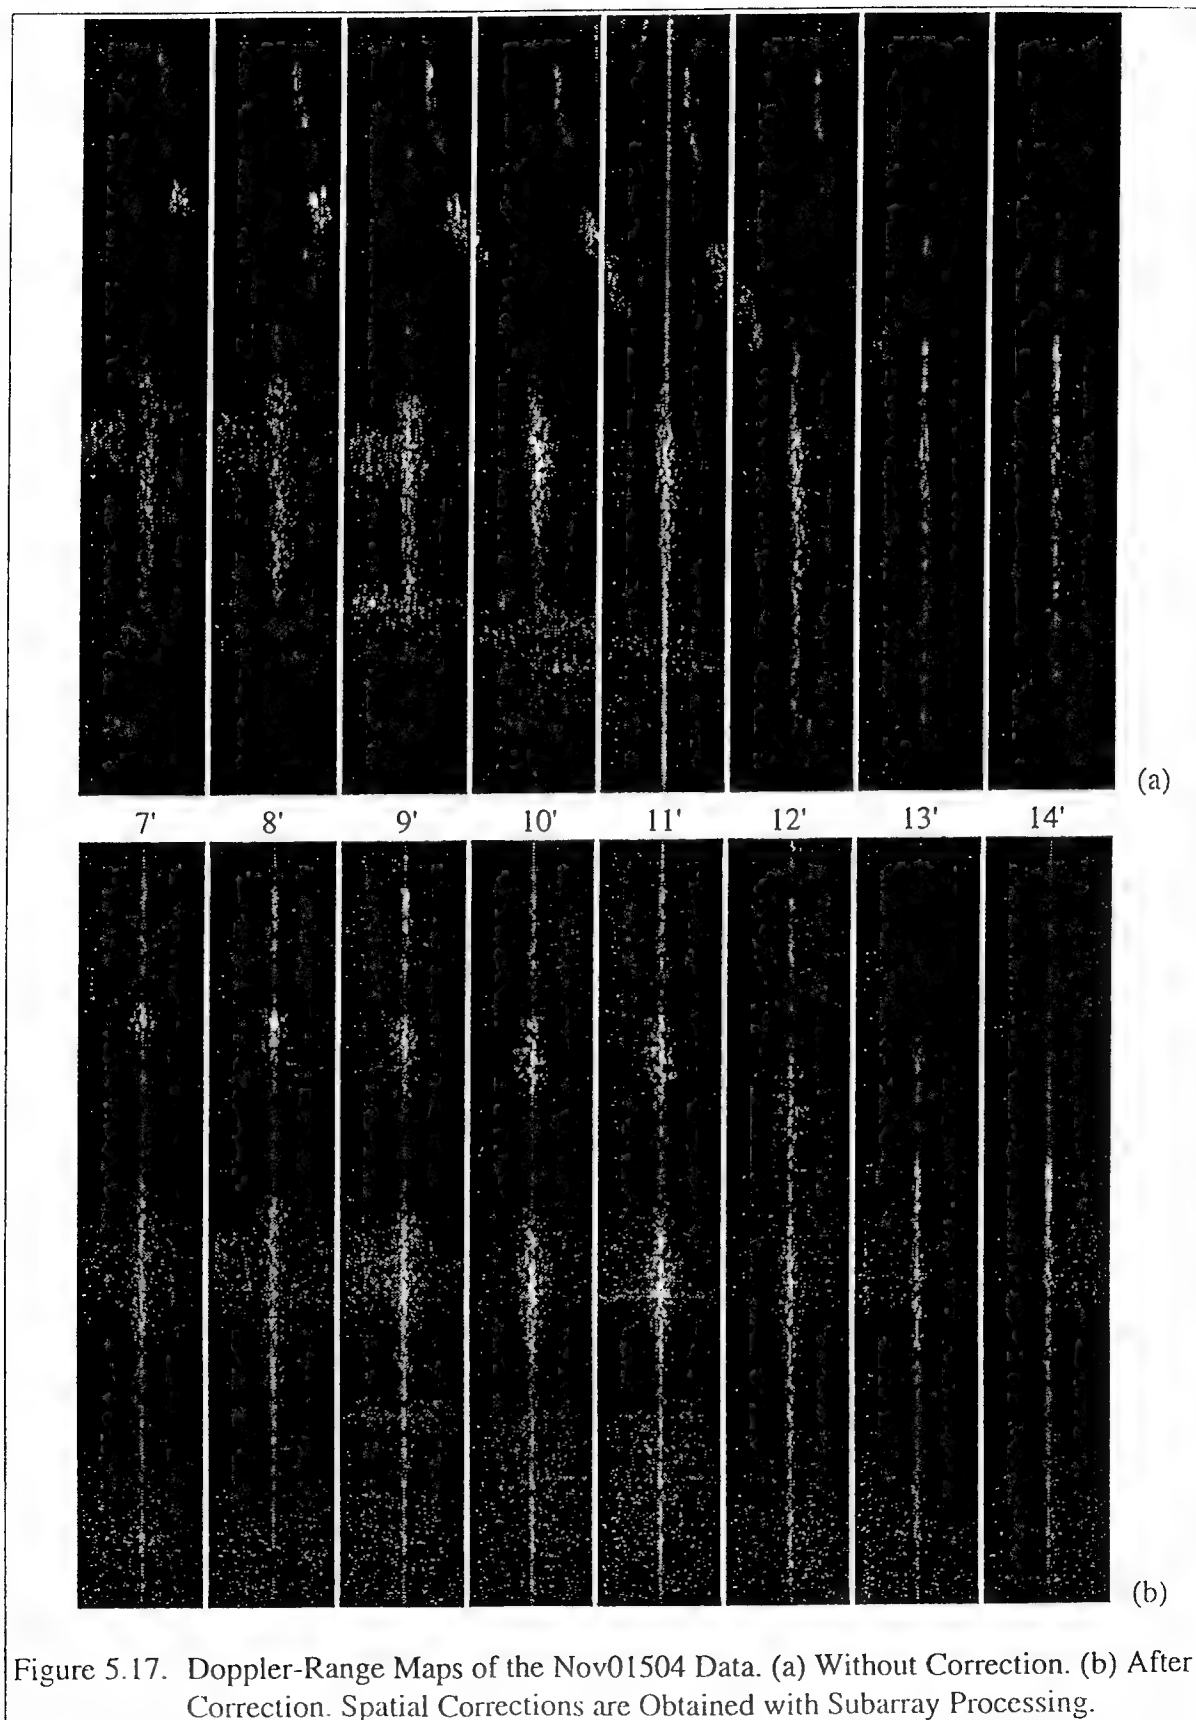 (a)
7' 8' 9' 10' 11' 12' 13' 14'
(b)
Figure 5.17. Doppler-Range Maps of the Nov01504 Data. (a) Without Correction. (b) After
Correction. Spatial Corrections are Obtained with Subarray Processing.